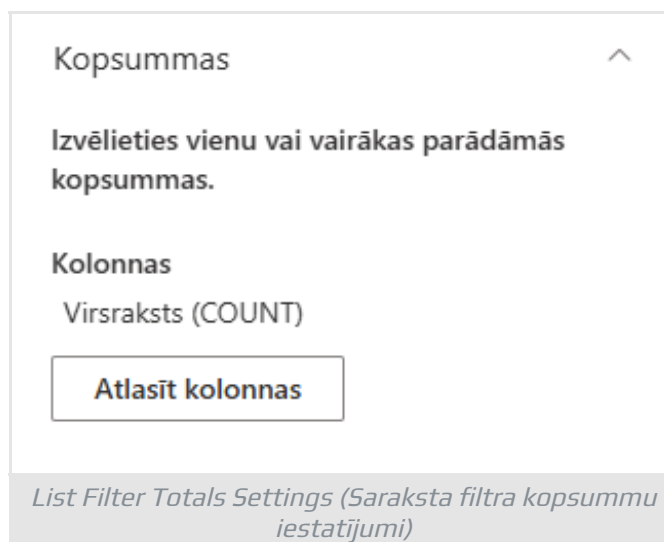 Kopsummas
Izvēlieties vienu vai vairākas parādāmās
kopsummas.
Kolonnas
Virsraksts (COUNT)
Atlasīt kolonnas
List Filter Totals Settings (Saraksta filtra kopsummu
iestatījumi)